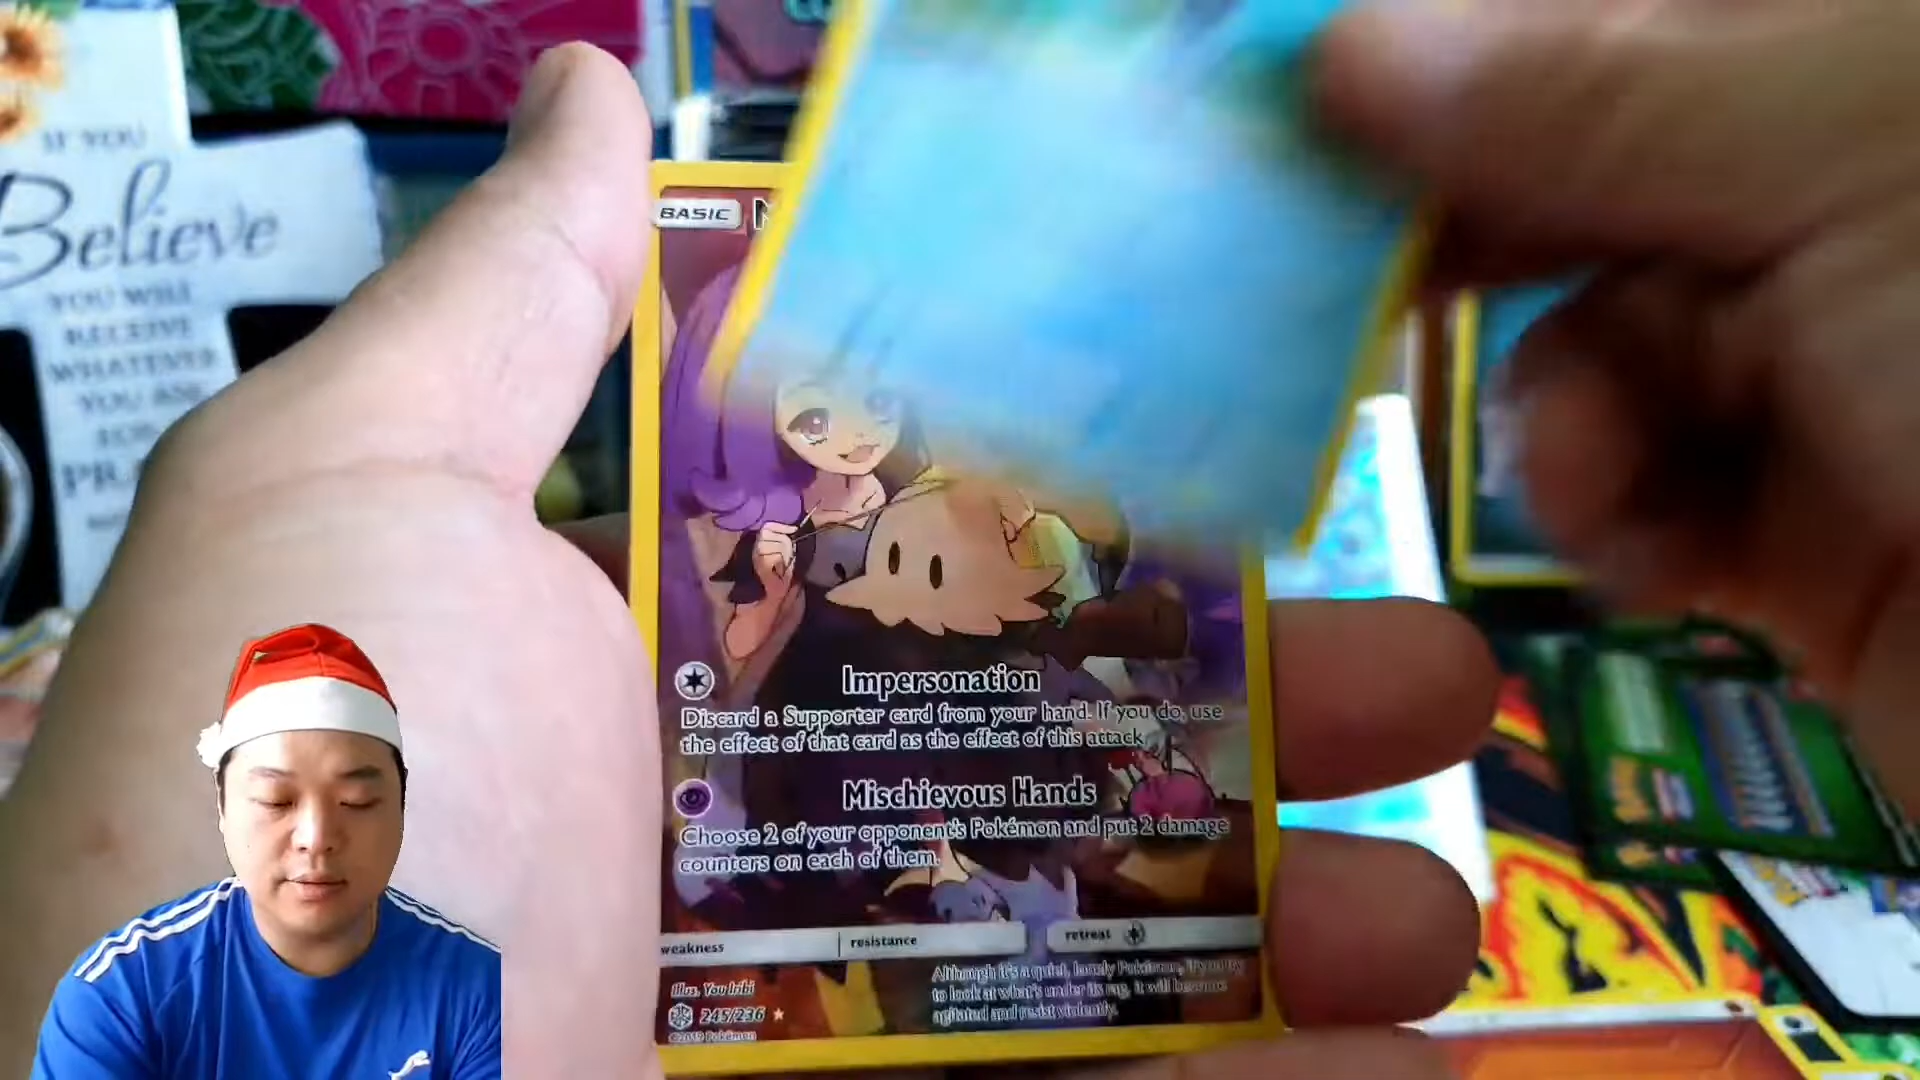 IF YOU
Believe
YOU WILL
RECEIVE
WHATEVER
YOU ASK
FOR
BASIC
Impersonation
Discard a Supporter card from your hand. If you do, use
the effect of that card as the effect of this attack.
Mischievous Hands
Choose 2 of your opponent's Pokémon and put 2 damage
counters on each of them.
weakness
resistance
retreat
Although it's a quiet, lonely Pokémon, if you try
to look at what's under its rag, it will become
agitated and resist violently.
Illus. You Iribi
245/236
©2019 Pokémon